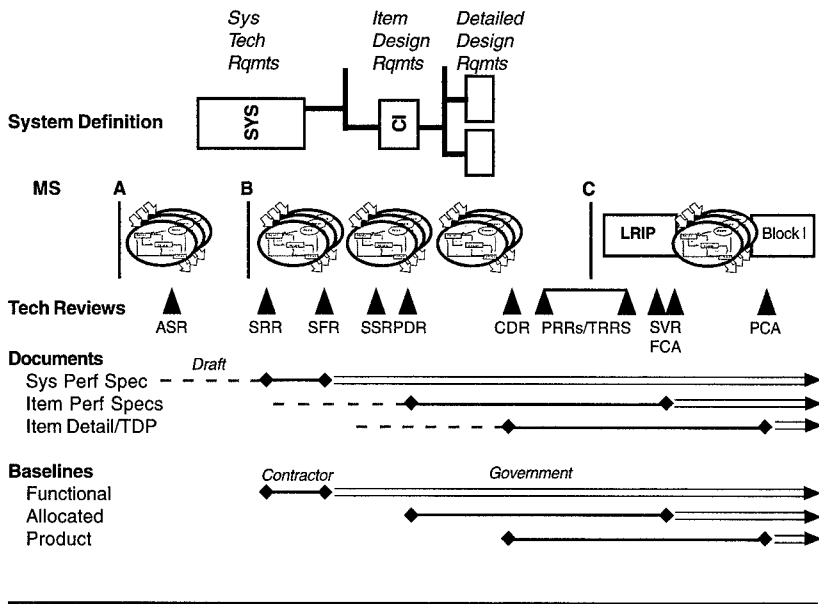 Sys Item Detailed
Tech Design Design
Rqmts Rqmts Rqmts
System Definition
SYS
CI
MS A B C
LRIP
Block I
Tech Reviews
ASR SRR SFR SSR PDR CDR PRRs/TRRS SVR PCA
FCA
Documents
Draft
Sys Perf Spec
Item Perf Specs
Item Detail/TDP
Baselines
Contractor Government
Functional
Allocated
Product